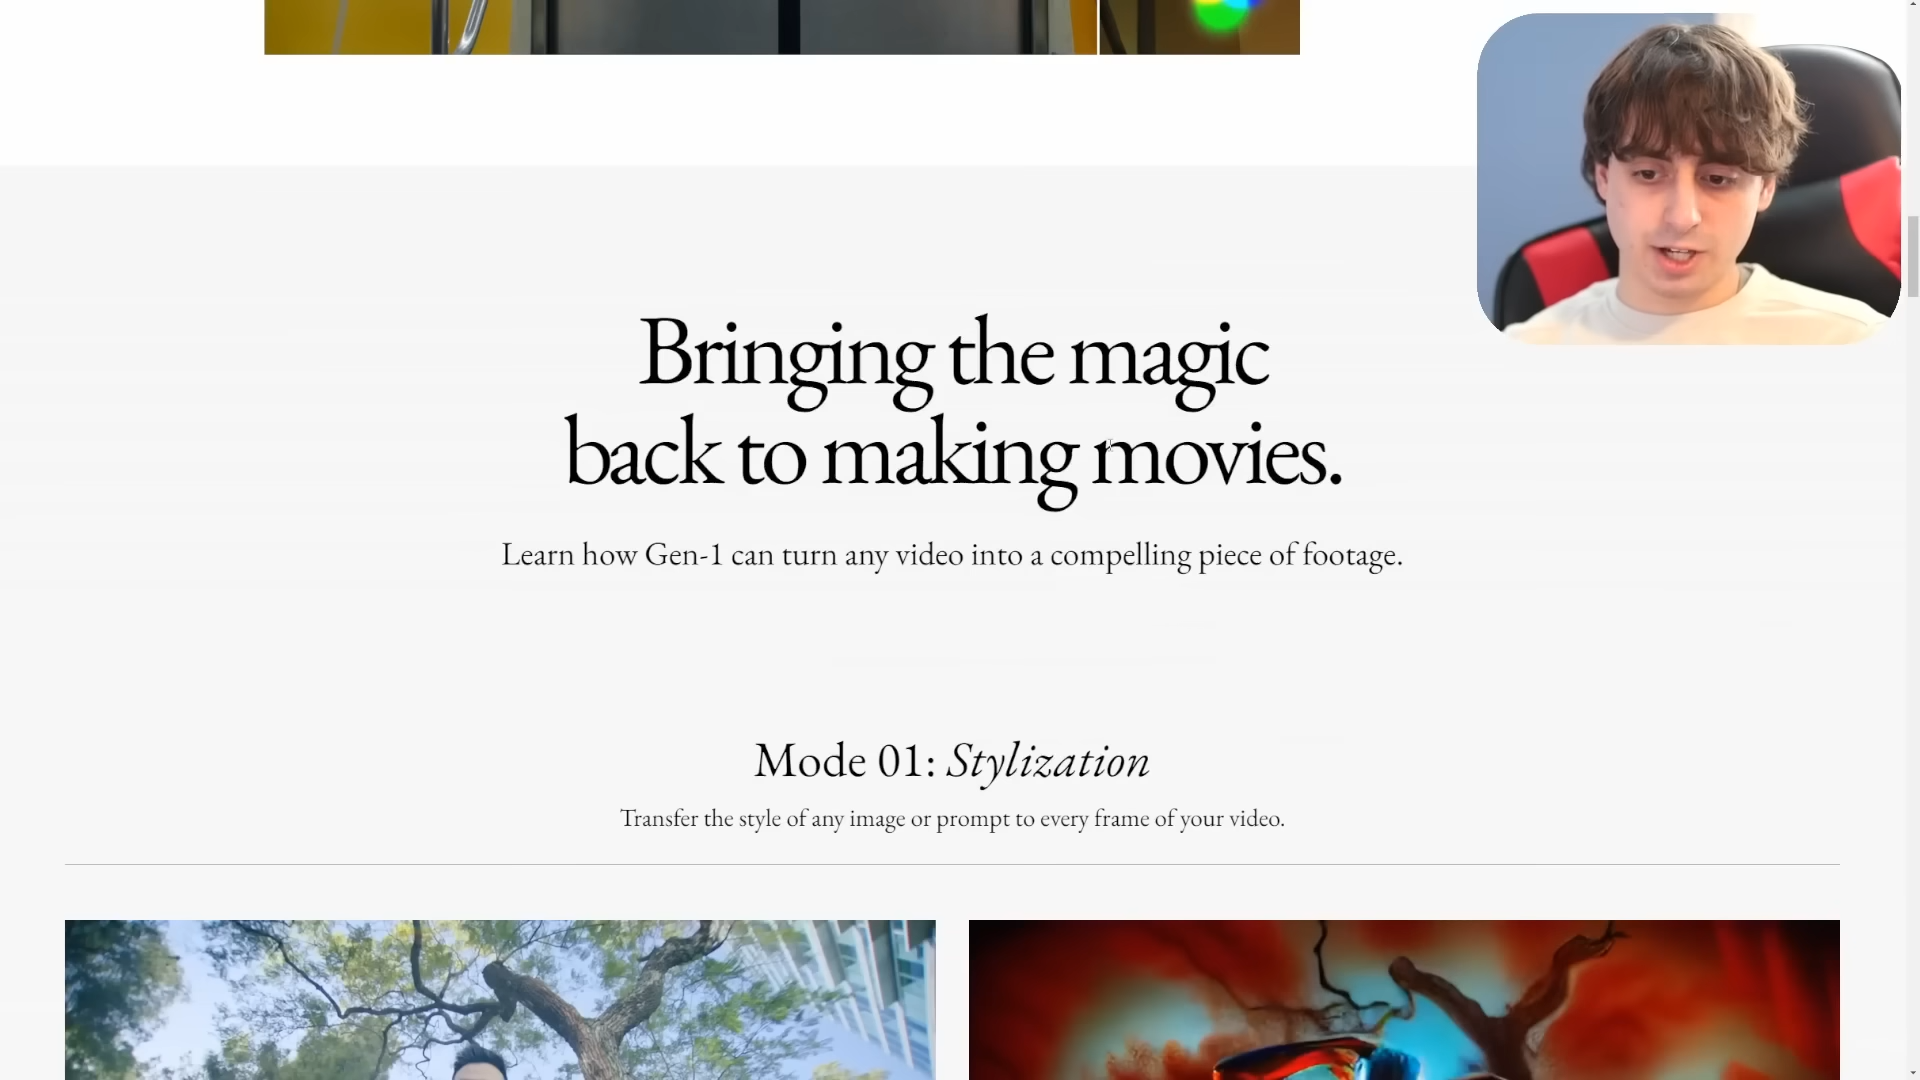 Bringing the magic
back to making movies.
Learn how Gen-1 can turn any video into a compelling piece of footage.
Mode 01: Stylization
Transfer the style of any image or prompt to every frame of your video.